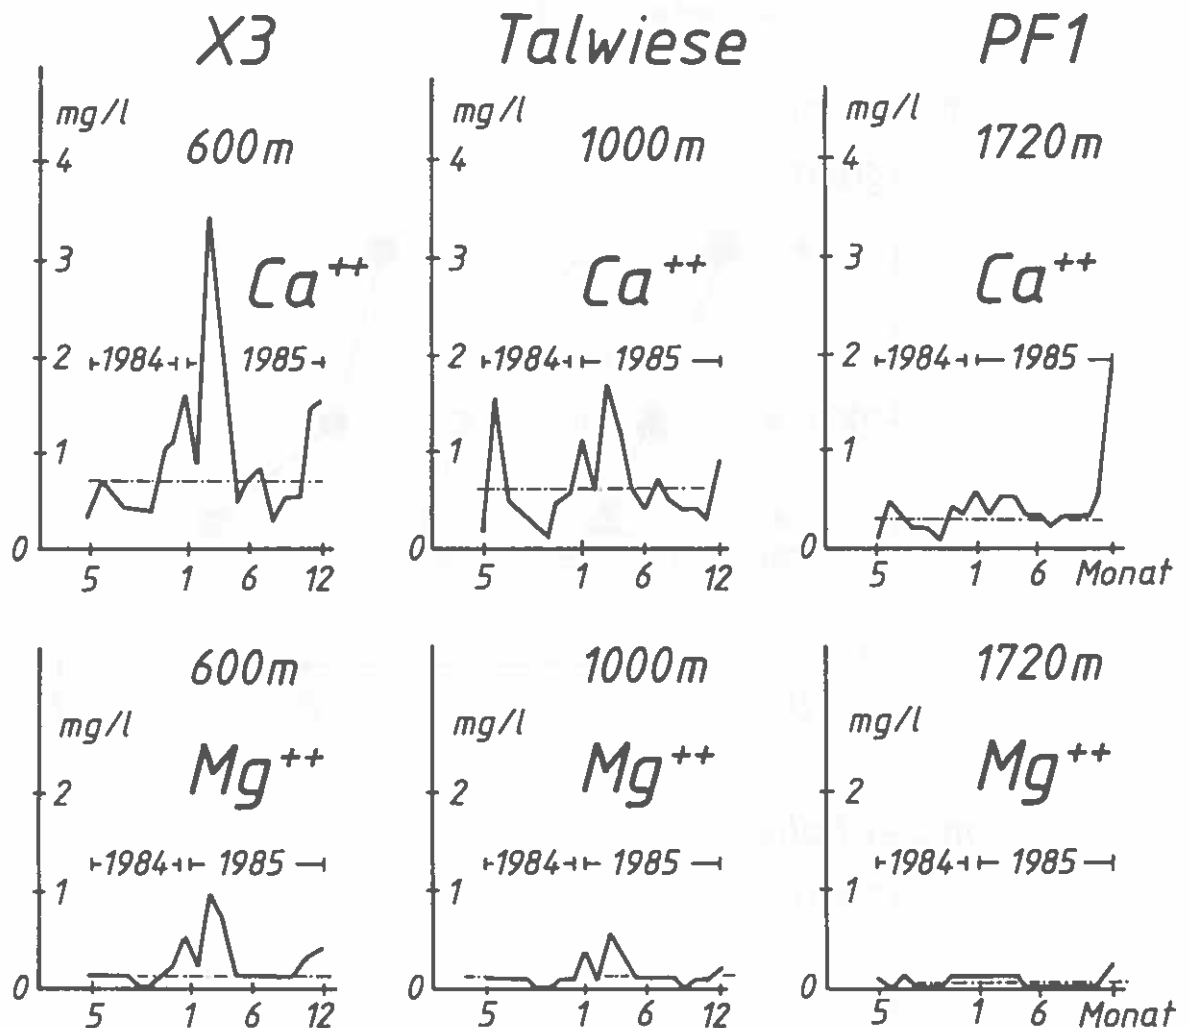 X3 Talwiese PF1
mg/l mg/l mg/l
600m 1000m 1720m
4 4 4
3 3 3
Ca++ Ca++ Ca++
2 2 2
1984 1985 1984 1985 1984 1985
1 1 1
0 0 0
5 1 6 12 5 1 6 12 5 1 6 Monat
600m 1000m 1720m
mg/l mg/l mg/l
Mg++ Mg++ Mg++
2 2 2
1984 1985 1984 1985 1984 1985
1 1 1
0 0 0
5 1 6 12 5 1 6 12 5 1 6 Monat